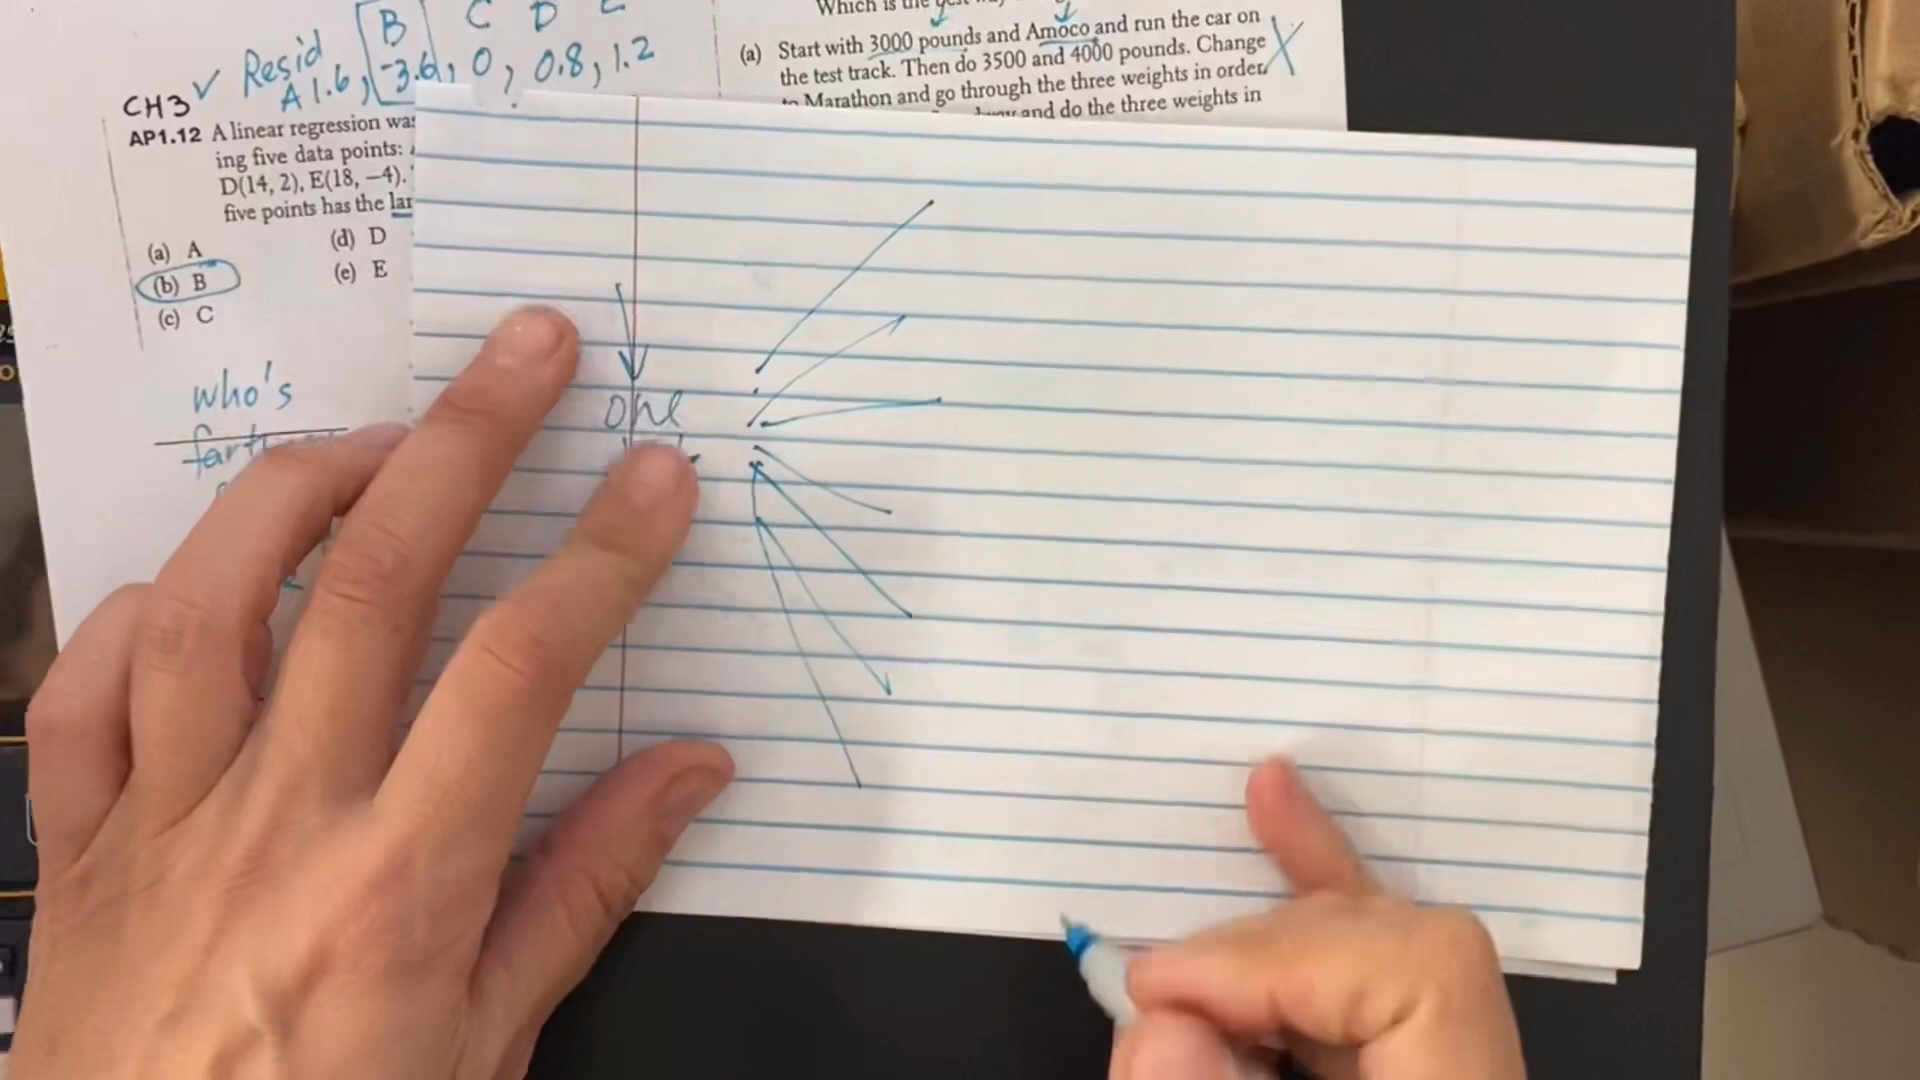 B C D E
Resid
A 1.6, -3.6, 0, 0.8, 1.2
CH3 ✓
AP1.12 A linear regression was
ing five data points:
D(14, 2), E(18, −4).
five points has the lar
(a) A
(d) D
(b) B
(e) E
(c) C
who's
fart
Which is the best way
(a) Start with 3000 pounds and Amoco and run the car on
the test track. Then do 3500 and 4000 pounds. Change
to Marathon and go through the three weights in order.
and do the three weights in
X
one